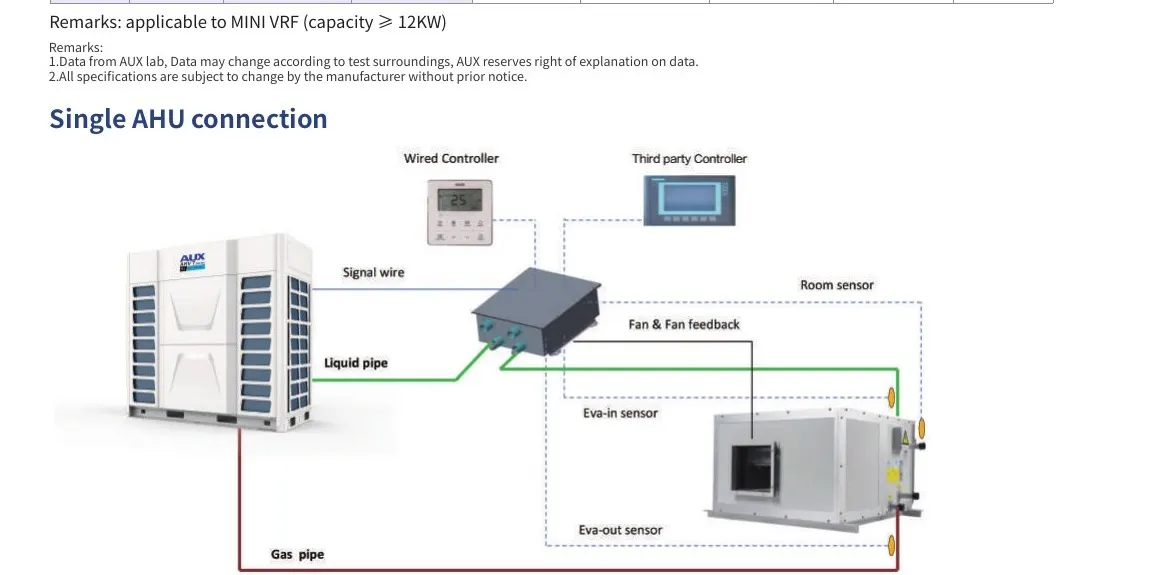 Remarks: applicable to MINI VRF (capacity ≥ 12KW)
Remarks:
1.Data from AUX lab, Data may change according to test surroundings, AUX reserves right of explanation on data.
2.All specifications are subject to change by the manufacturer without prior notice.
Single AHU connection
Wired Controller
Third party Controller
25
AUX
Signal wire
Room sensor
Fan & Fan feedback
Liquid pipe
Eva-in sensor
Eva-out sensor
Gas pipe